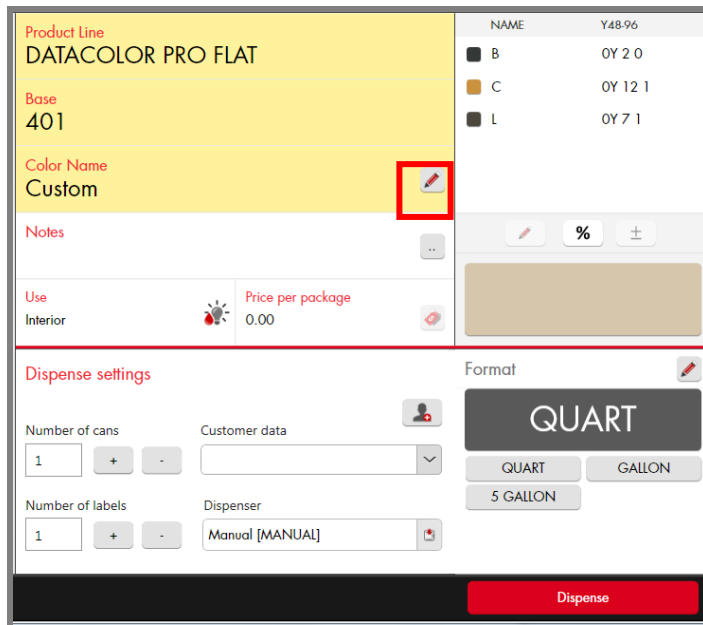 Product Line
DATACOLOR PRO FLAT
Base
401
Color Name
Custom
Notes
..
Use
Interior
Price per package
0.00
NAME Y48-96
B 0Y 2 0
C 0Y 12 1
L 0Y 7 1
% ±
Dispense settings
Number of cans
1 + -
Customer data
Number of labels
1 + -
Dispenser
Manual [MANUAL]
Format
QUART
QUART GALLON
5 GALLON
Dispense